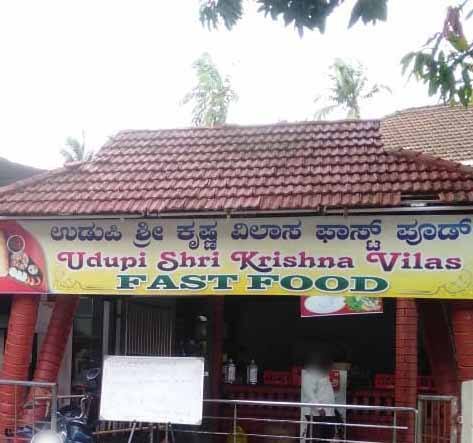 ಉಡುಪಿ ಶ್ರೀ ಕೃಷ್ಣ ವಿಲಾಸ ಫಾಸ್ಟ್ ಪೂಡ್
Udupi Shri Krishna Vilas
FAST FOOD